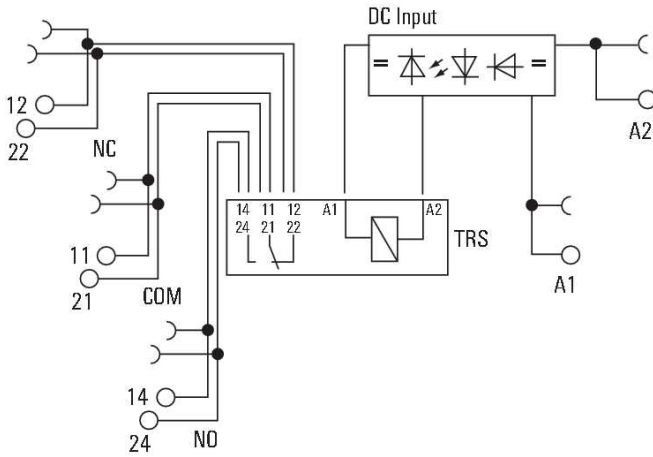 DC Input
= =
12
22
NC
A2
14 11 12 A1 A2
24 21 22
TRS
11
21
COM
A1
14
24
NO